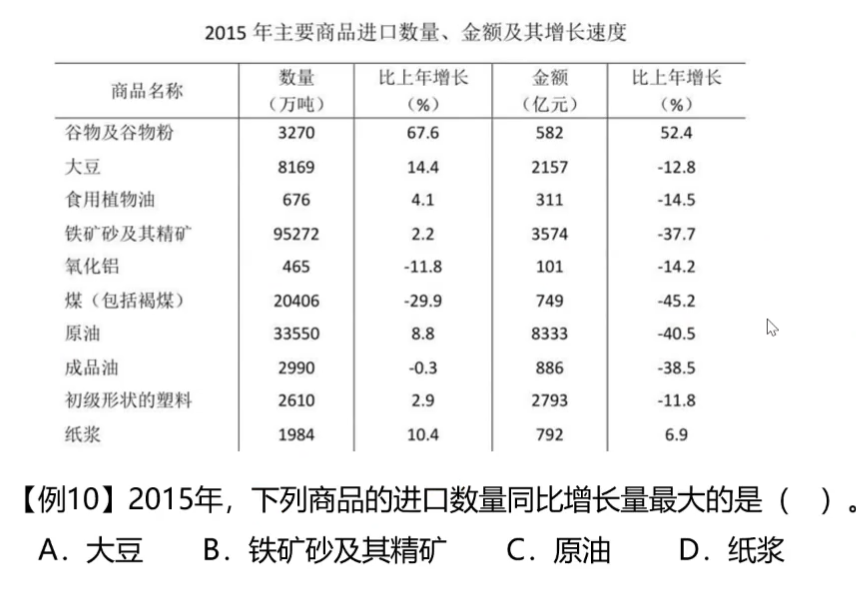 2015 年主要商品进口数量、金额及其增长速度
商品名称 数量（万吨） 比上年增长（%） 金额（亿元） 比上年增长（%）
谷物及谷物粉 3270 67.6 582 52.4
大豆 8169 14.4 2157 -12.8
食用植物油 676 4.1 311 -14.5
铁矿砂及其精矿 95272 2.2 3574 -37.7
氧化铝 465 -11.8 101 -14.2
煤（包括褐煤） 20406 -29.9 749 -45.2
原油 33550 8.8 8333 -40.5
成品油 2990 -0.3 886 -38.5
初级形状的塑料 2610 2.9 2793 -11.8
纸浆 1984 10.4 792 6.9
【例10】2015年，下列商品的进口数量同比增长量最大的是（ ）。
A．大豆 B．铁矿砂及其精矿 C．原油 D．纸浆